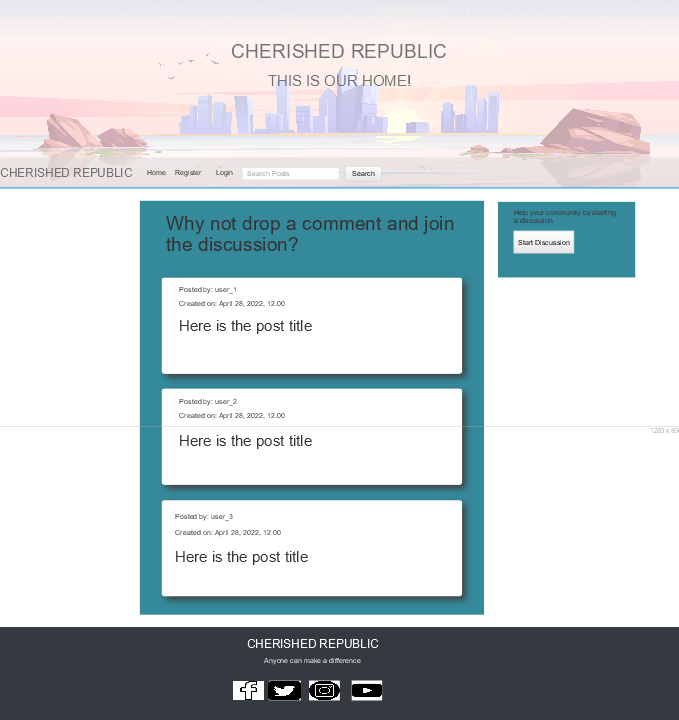 CHERISHED REPUBLIC
THIS IS OUR HOME!
CHERISHED REPUBLIC
Home Register Login Search Posts Search
Why not drop a comment and join
the discussion?
Help your community by starting
a discussion
Start Discussion
Posted by: user_1
Created on: April 28, 2022, 12.00
Here is the post title
Posted by: user_2
Created on: April 28, 2022, 12.00
Here is the post title
Posted by: user_3
Created on: April 28, 2022, 12.00
Here is the post title
CHERISHED REPUBLIC
Anyone can make a difference